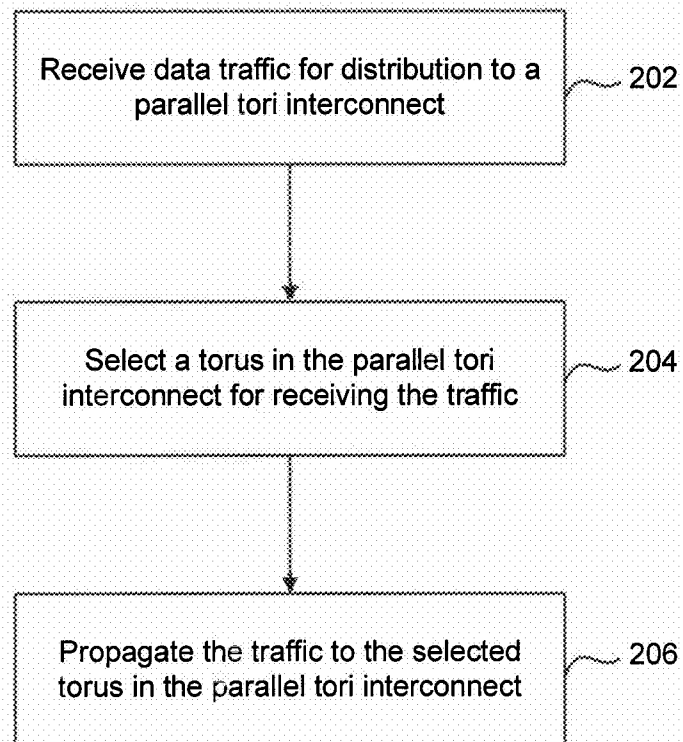 Receive data traffic for distribution to a
parallel tori interconnect
202
Select a torus in the parallel tori
interconnect for receiving the traffic
204
Propagate the traffic to the selected
torus in the parallel tori interconnect
206